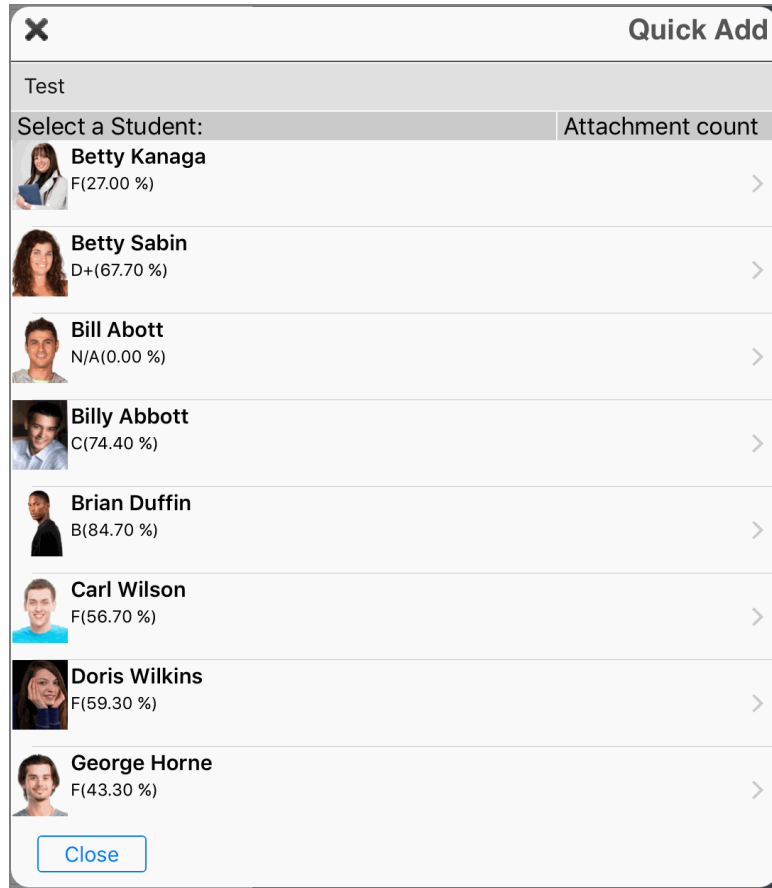 Quick Add
Test
Select a Student: Attachment count
Betty Kanaga
F(27.00 %)
Betty Sabin
D+(67.70 %)
Bill Abott
N/A(0.00 %)
Billy Abbott
C(74.40 %)
Brian Duffin
B(84.70 %)
Carl Wilson
F(56.70 %)
Doris Wilkins
F(59.30 %)
George Horne
F(43.30 %)
Close